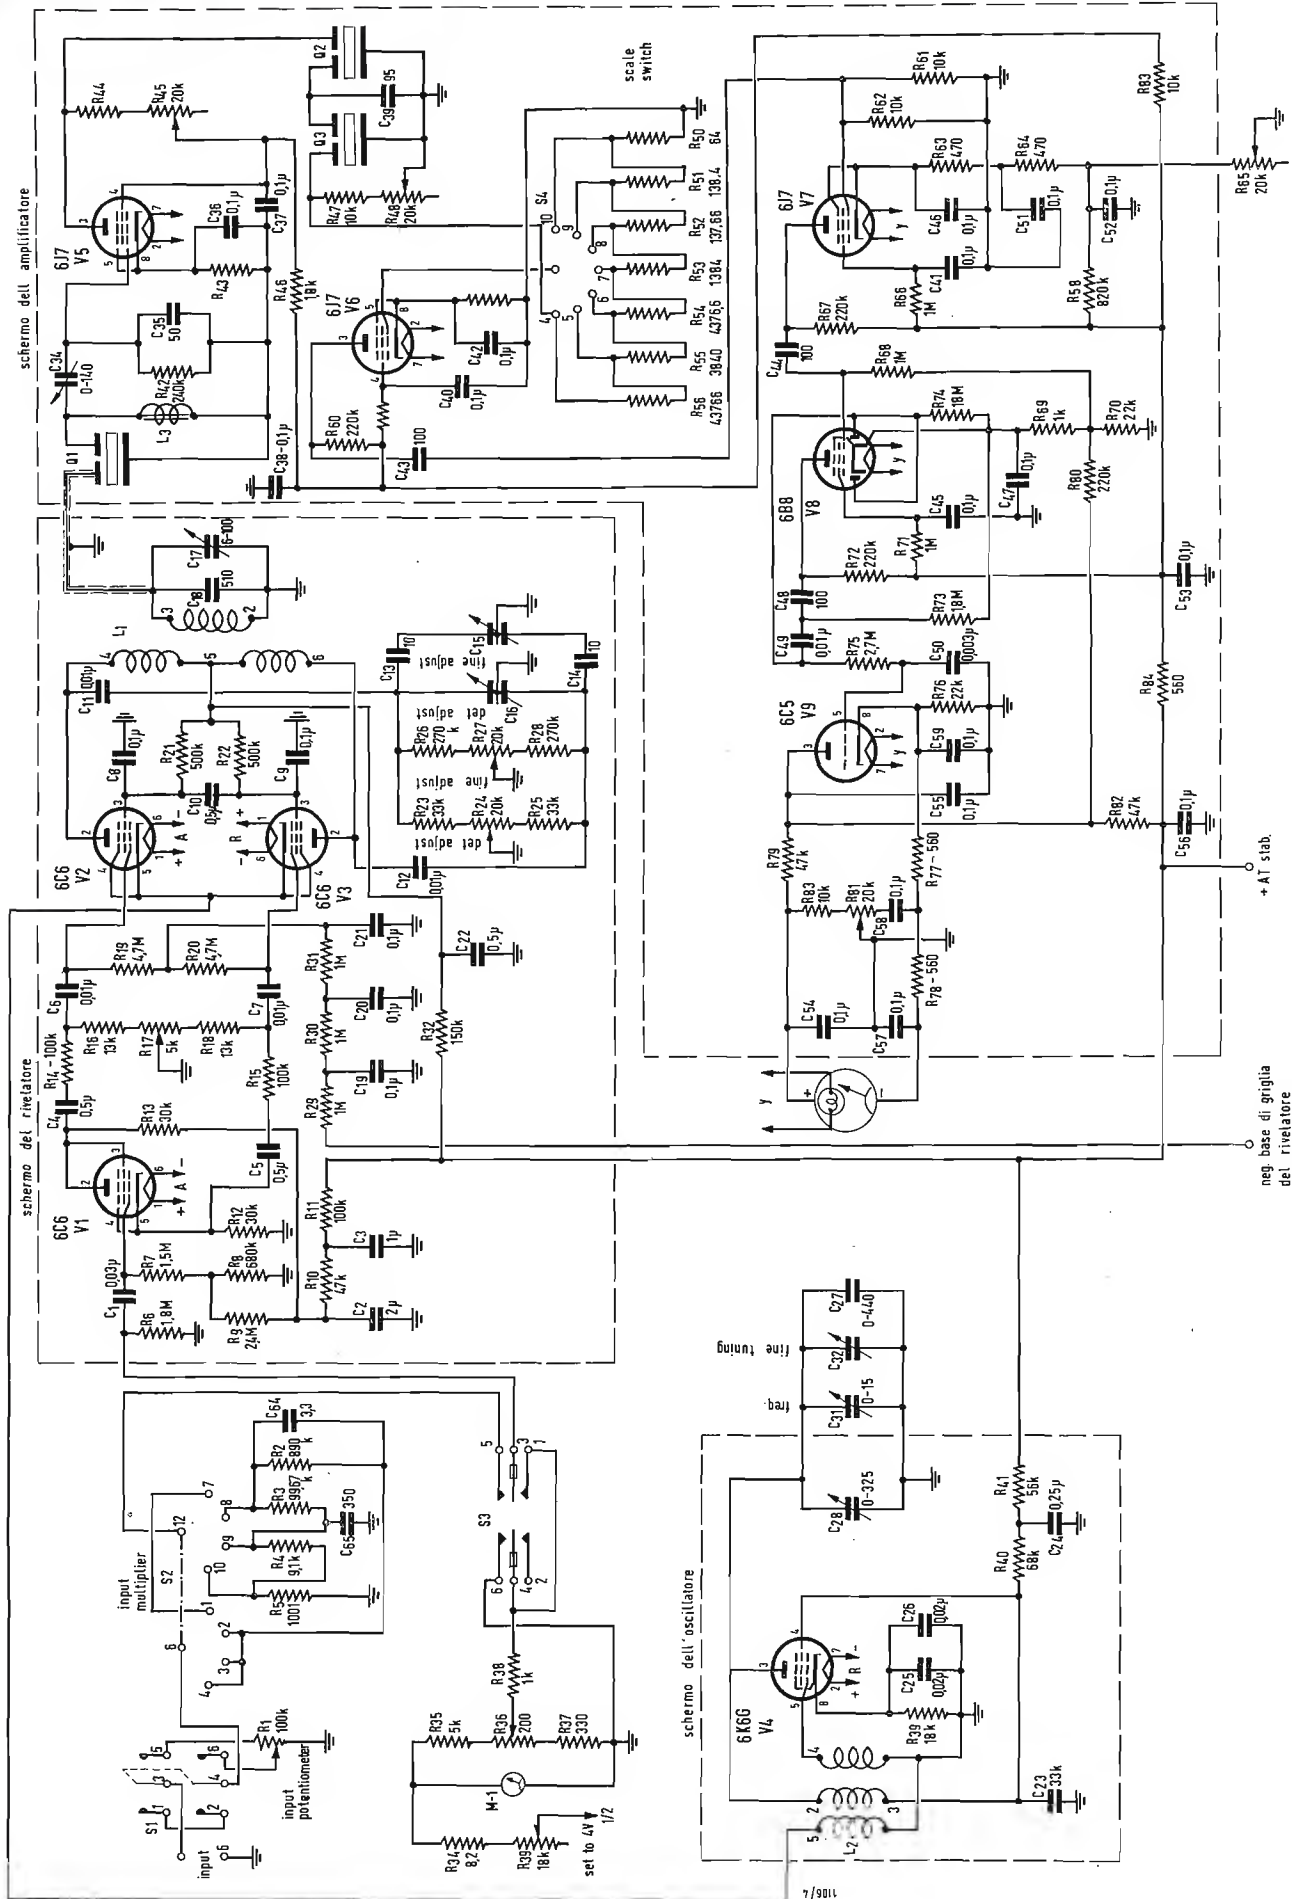 schermo dell amplificatore
6J7
V5
C34
0-140
R44
R45
20k
Q1
L3
R42
240k
C35
50
R43
C36
0,1µ
C37
0,1µ
R46
1,8k
C38-0,1µ
Q2
Q3
C39
95
R47
10k
R48
20k
6J7
V6
R60
220k
C43
100
C40
0,1µ
C42
0,1µ
S4
4
5
6
7
8
9
10
scale
switch
R50
64
R51
138,4
R52
137,66
R53
1384
R54
4376,6
R55
3840
R56
43766
6J7
V7
R61
10k
R62
10k
R63
470
R64
470
C46
0,1µ
C51
0,1µ
C52
0,1µ
C41
0,1µ
R66
1M
R67
220k
R58
820k
R65
20k
R83
10k
C44
100
R68
1M
6B8
V8
R74
18M
R69
1k
R70
22k
R80
220k
C47
0,1µ
C45
0,1µ
R71
1M
R72
220k
C48
100
C49
0,01µ
R73
1,8M
R75
2,7M
C50
0,003µ
C53
0,1µ
R84
560
6C5
V9
R76
22k
C59
0,1µ
C55
0,1µ
R82
47k
C56
0,1µ
+ AT stab.
R79
47k
R83
10k
R81
20k
C58
0,1µ
R77-560
R78-560
C54
0,1µ
C57
0,1µ
y
schermo del rivelatore
6C6
V1
C1
0,03µ
R6
1,8M
R7
1,5M
R8
680k
R9
2,4M
R12
30k
R13
30k
C4
0,5µ
C5
0,5µ
R14-100k
R15
100k
R16
13k
R17
5k
R18
13k
C6
0,01µ
C7
0,01µ
R19
4,7M
R20
4,7M
R10
47k
R11
100k
C2
2µ
C3
1µ
R29
1M
R30
1M
R31
1M
C19
0,1µ
C20
0,1µ
C21
0,1µ
R32
150k
C22
0,5µ
6C6
V2
6C6
V3
C8
0,1µ
C9
0,1µ
C10
0,5µ
R21
500k
R22
500k
C11
0,01µ
C12
0,01µ
L1
C18
510
C17
6-100
R23
33k
R24
20k
R25
33k
det adjust
R26
270
k
R27
20k
R28
270k
fine adjust
C16
det adjust
C15
fine adjust
C13
10
C14
10
neg. base di griglia
del rivelatore
input
S1
R1
100k
input
potentiometer
input
multiplier
S2
R5
1001
R4
9,1k
R3
99,67
k
R2
890
k
C64
3,3
C65
350
S3
R34
8,2
R39
18k
set to 4V
1/2
M-1
R35
5k
R36
200
R37
330
R38
1k
schermo dell'oscillatore
6K6G
V4
L2
C23
33k
R39
18k
C25
0,02µ
C26
0,02µ
R40
68k
R41
56k
C24
0,25µ
C28
0-325
C31
0-15
freq.
C32
fine tuning
C27
0-440
1106/4